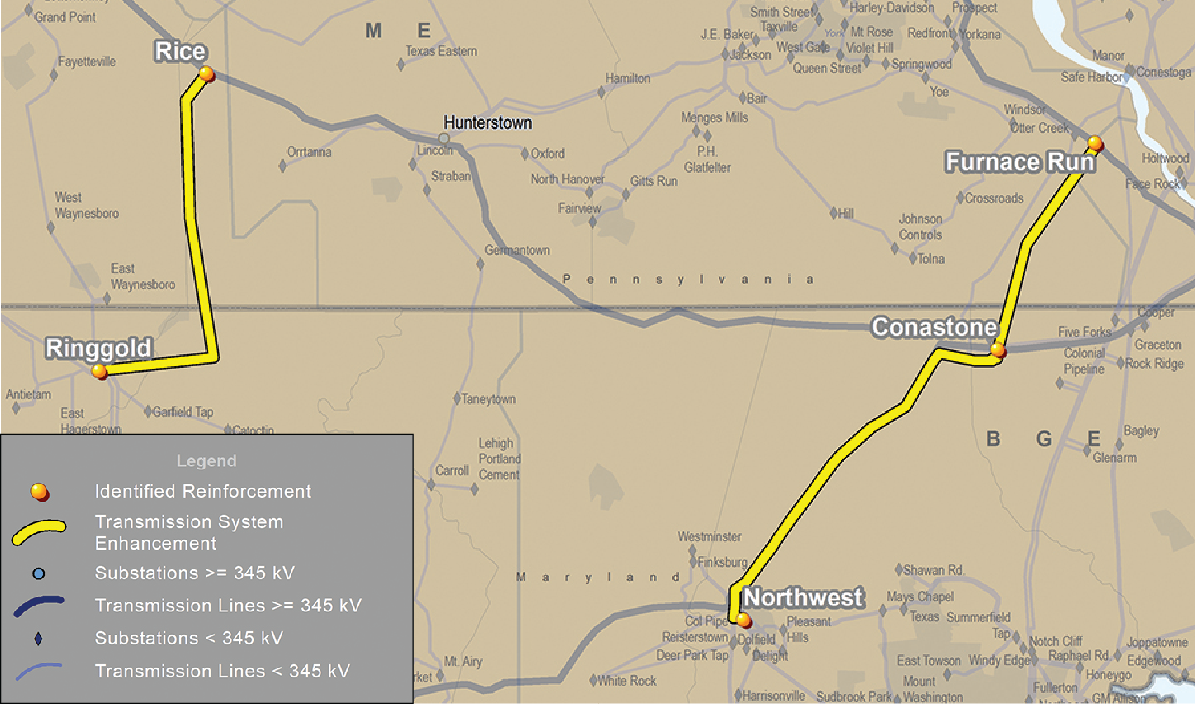 Grand Point
Smith Street
Harley-Davidson
Prospect
Taxville
J.E. Baker
York
Mt Rose
Redfront
Yorkana
M E
Rice
Texas Eastern
Jackson
West Gate
Violet Hill
Manor
Fayetteville
Queen Street
Springwood
Safe Harbor
Conestoga
Hamilton
Yoe
Bair
Windsor
Hunterstown
Menges Mills
Otter Creek
Orrtanna
Lincoln
Oxford
P.H.
Glatfelter
Furnace Run
Holtwood
Straban
North Hanover
Gitts Run
Pace Rock
West
Waynesboro
Fairview
Hill
Crossroads
Johnson
Controls
Germantown
Tolna
East
Waynesboro
Pennsylvania
Cooper
Conastone
Five Forks
Ringgold
Graceton
Colonial
Pipeline
Rock Ridge
Antietam
East
Hagerstown
Garfield Tap
Taneytown
Catoctin
B G E
Bagley
Lehigh
Portland
Cement
Glenarm
Carroll
Legend
Identified Reinforcement
Transmission System
Enhancement
Substations >= 345 kV
Transmission Lines >= 345 kV
Substations < 345 kV
Transmission Lines < 345 kV
Westminster
Finksburg
Shawan Rd.
Maryland
Northwest
Mays Chapel
Col Pipe
Pleasant
Hills
Texas
Summerfield
Tap
Reisterstown
Dolfield
Notch Cliff
Joppatowne
Deer Park Tap
Delight
East Towson
Windy Edge
Raphael Rd.
Edgewood
Mt. Airy
Honeygo
rket
White Rock
Mount
Washington
Fullerton
Harrisonville
Sudbrook Park
GM Allison